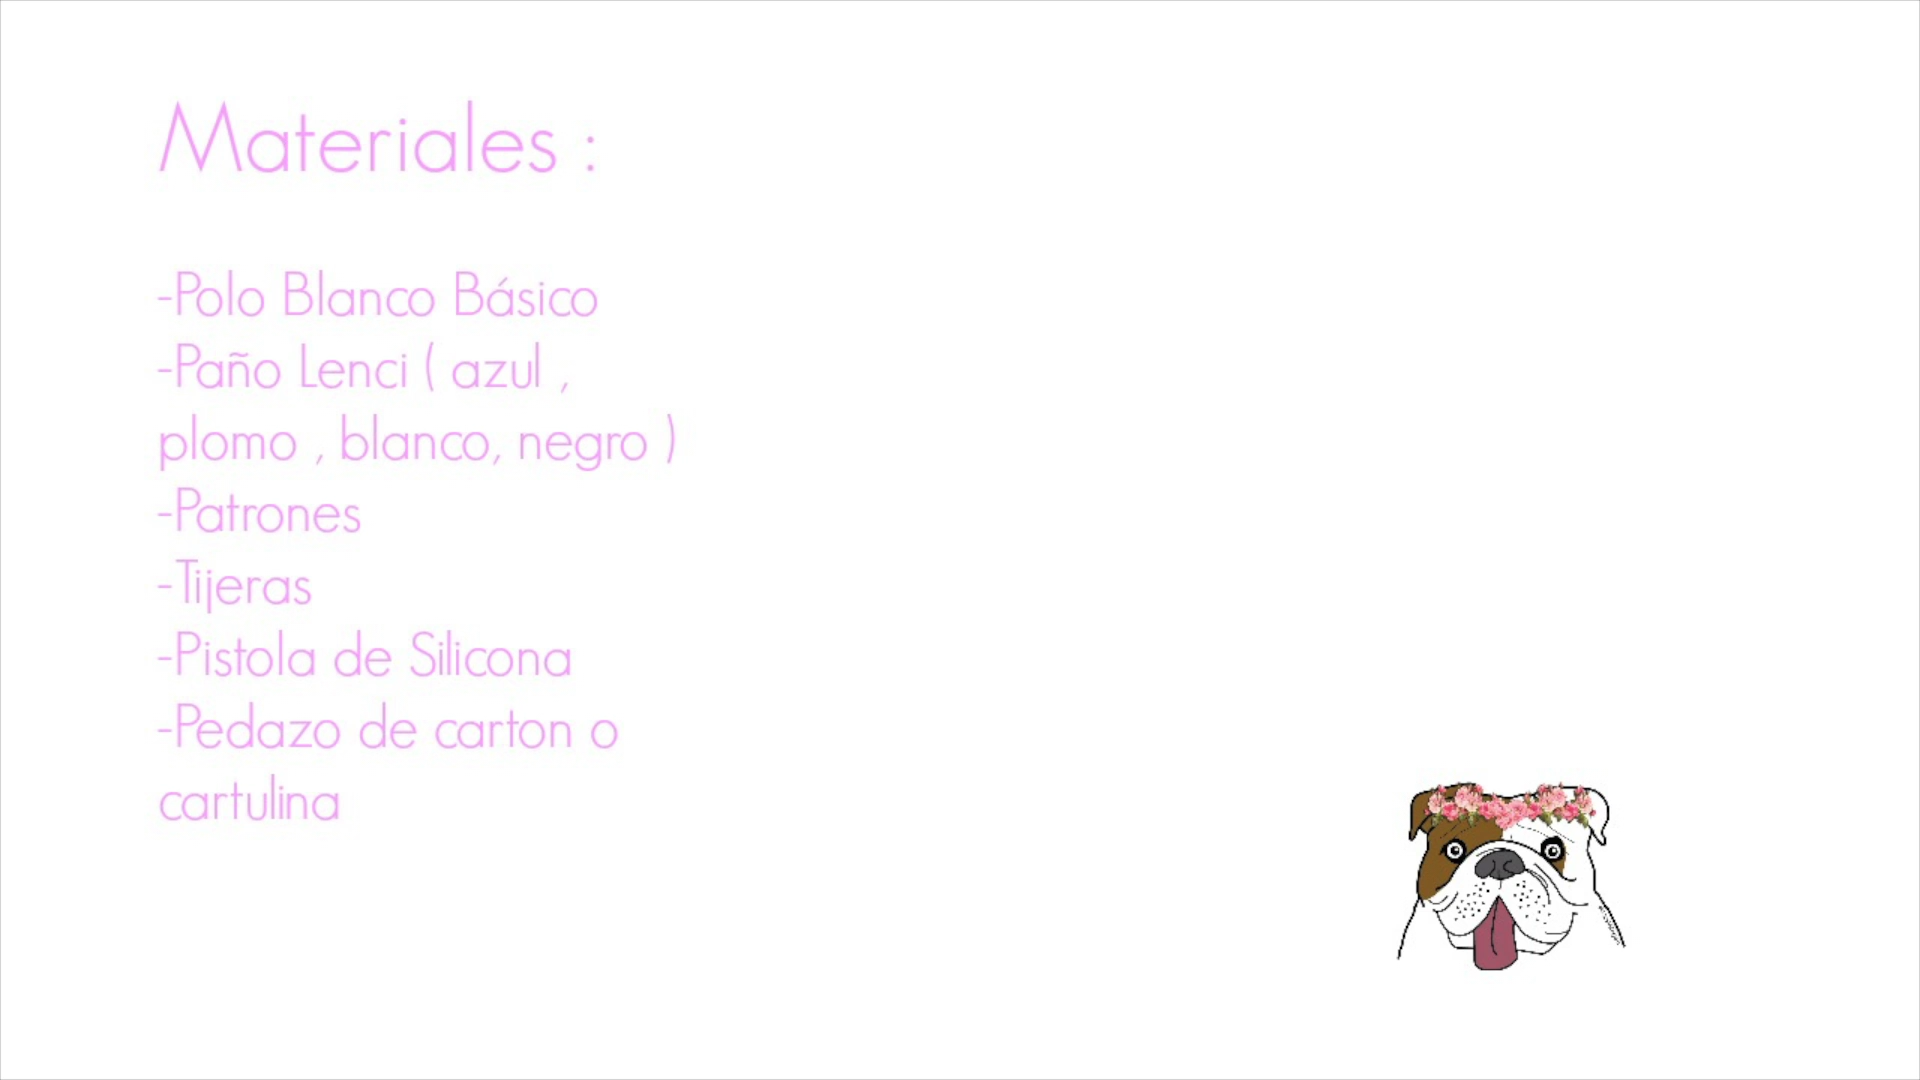 Materiales :
-Polo Blanco Básico
-Paño Lenci ( azul ,
plomo , blanco, negro )
-Patrones
-Tijeras
-Pistola de Silicona
-Pedazo de carton o
cartulina